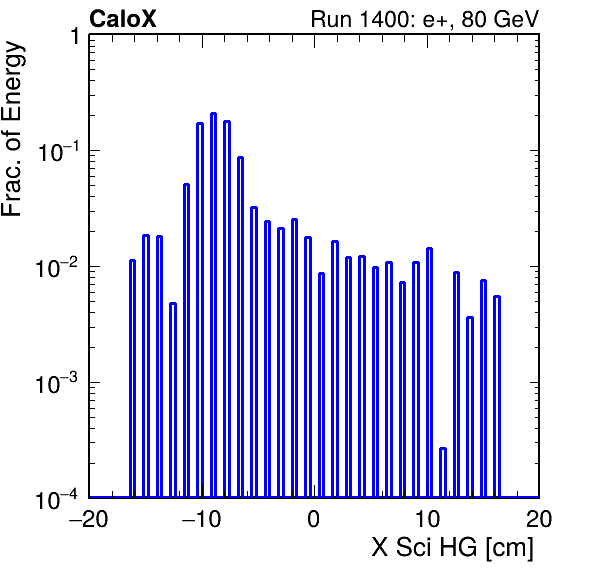 CaloX Run 1400: e+, 80 GeV
Frac. of Energy
1
10⁻¹
10⁻²
10⁻³
10⁻⁴
−20 −10 0 10 20
X Sci HG [cm]